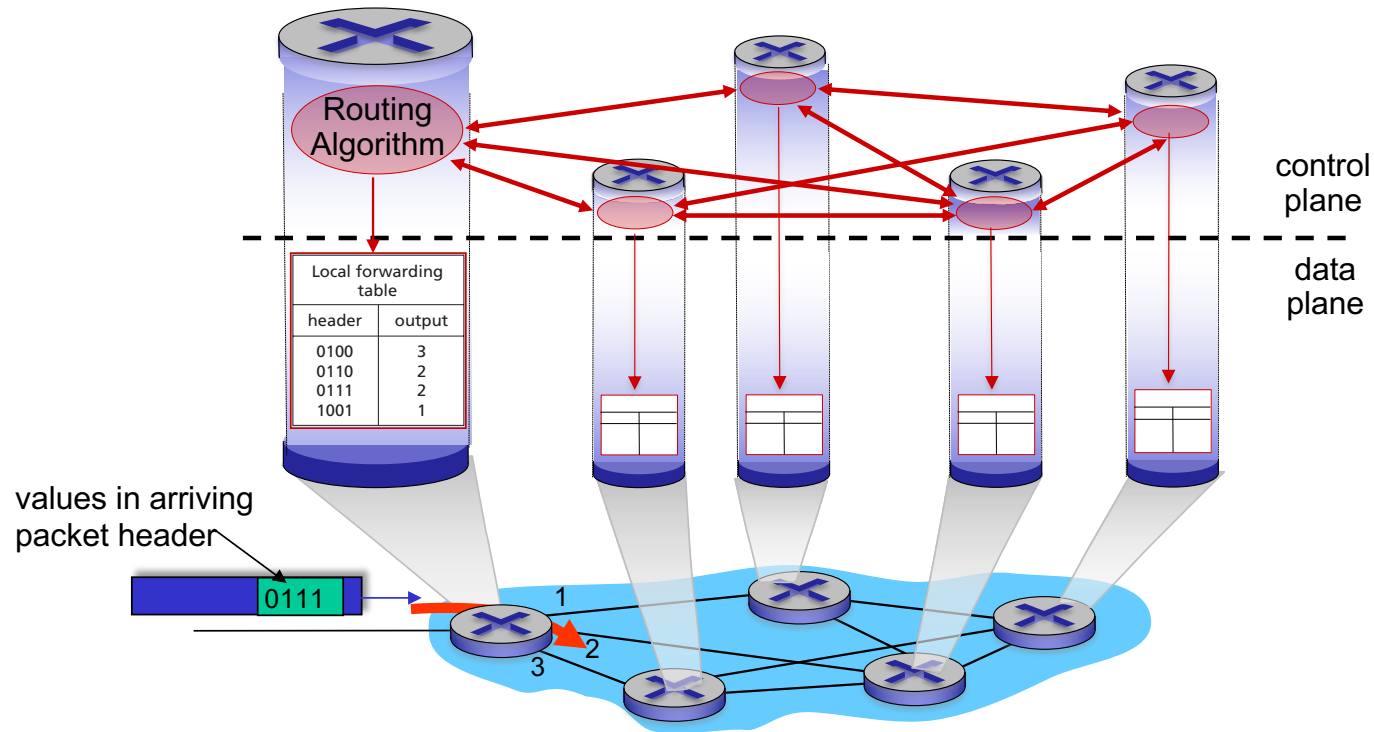 Routing
Algorithm
control
plane
data
plane
Local forwarding
table
header output
0100 3
0110 2
0111 2
1001 1
values in arriving
packet header
0111
1
2
3